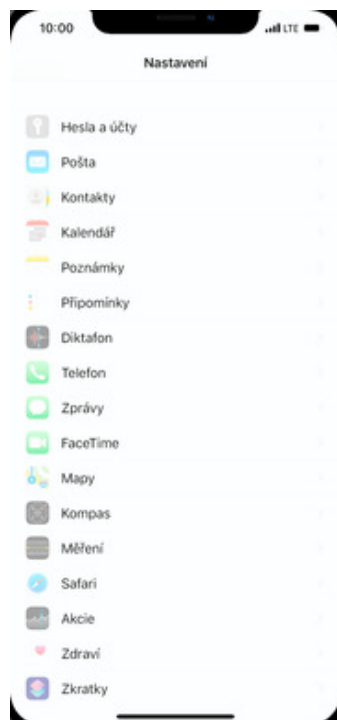 10:00
LTE
Nastavení
Hesla a účty
Pošta
Kontakty
Kalendář
Poznámky
Připomínky
Diktafon
Telefon
Zprávy
FaceTime
Mapy
Kompas
Měření
Safari
Akcie
Zdraví
Zkratky